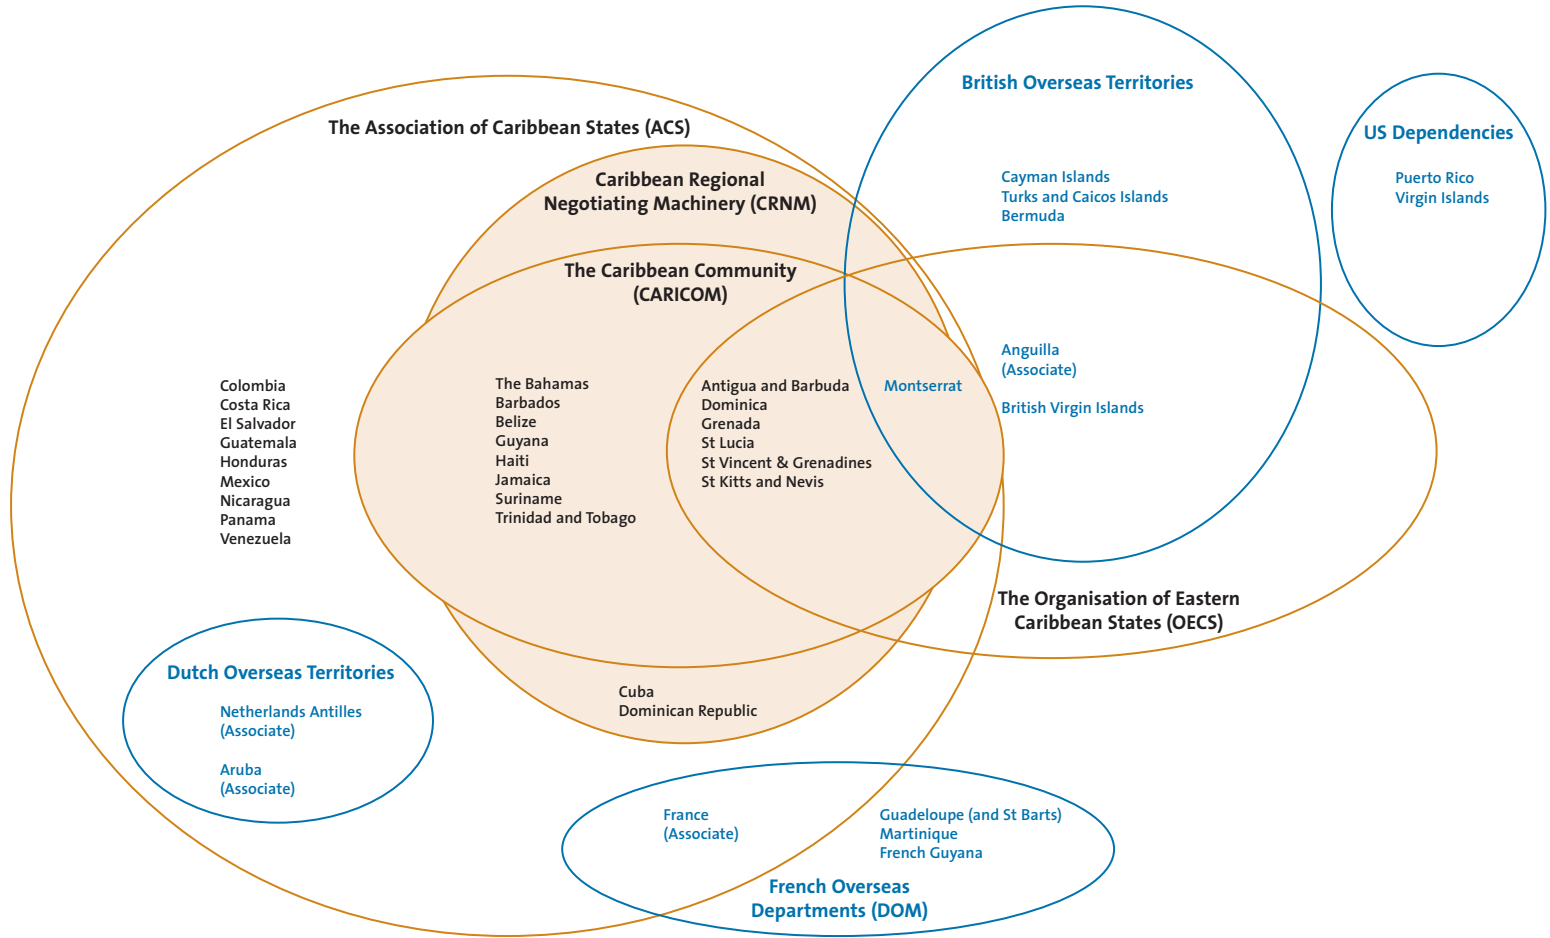 British Overseas Territories
The Association of Caribbean States (ACS)
US Dependencies
Caribbean Regional
Negotiating Machinery (CRNM)
Cayman Islands
Turks and Caicos Islands
Bermuda
Puerto Rico
Virgin Islands
The Caribbean Community
(CARICOM)
Colombia
Costa Rica
El Salvador
Guatemala
Honduras
Mexico
Nicaragua
Panama
Venezuela
The Bahamas
Barbados
Belize
Guyana
Haiti
Jamaica
Suriname
Trinidad and Tobago
Antigua and Barbuda
Dominica
Grenada
St Lucia
St Vincent & Grenadines
St Kitts and Nevis
Montserrat
Anguilla
(Associate)
British Virgin Islands
The Organisation of Eastern
Caribbean States (OECS)
Dutch Overseas Territories
Netherlands Antilles
(Associate)
Aruba
(Associate)
Cuba
Dominican Republic
France
(Associate)
Guadeloupe (and St Barts)
Martinique
French Guyana
French Overseas
Departments (DOM)